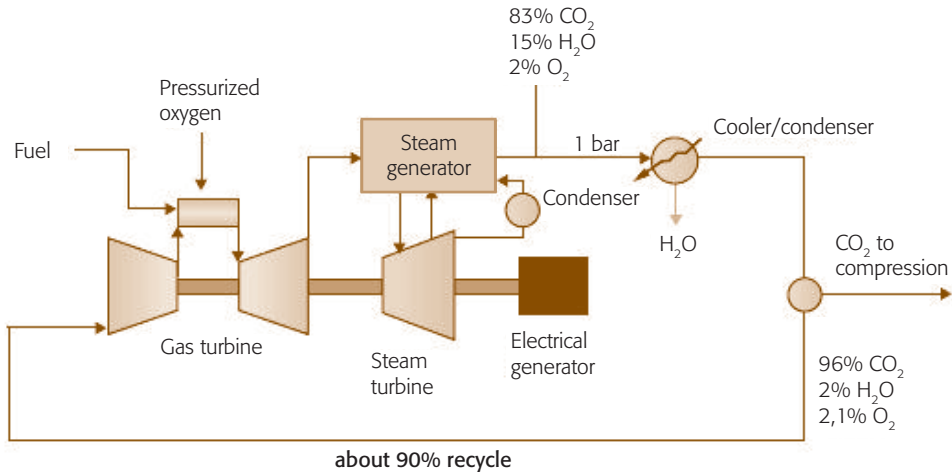 83% CO₂
15% H₂O
2% O₂
Pressurized
oxygen
Fuel
Steam
generator
1 bar
Cooler/condenser
Condenser
H₂O
CO₂ to
compression
Gas turbine
Steam
turbine
Electrical
generator
96% CO₂
2% H₂O
2,1% O₂
about 90% recycle